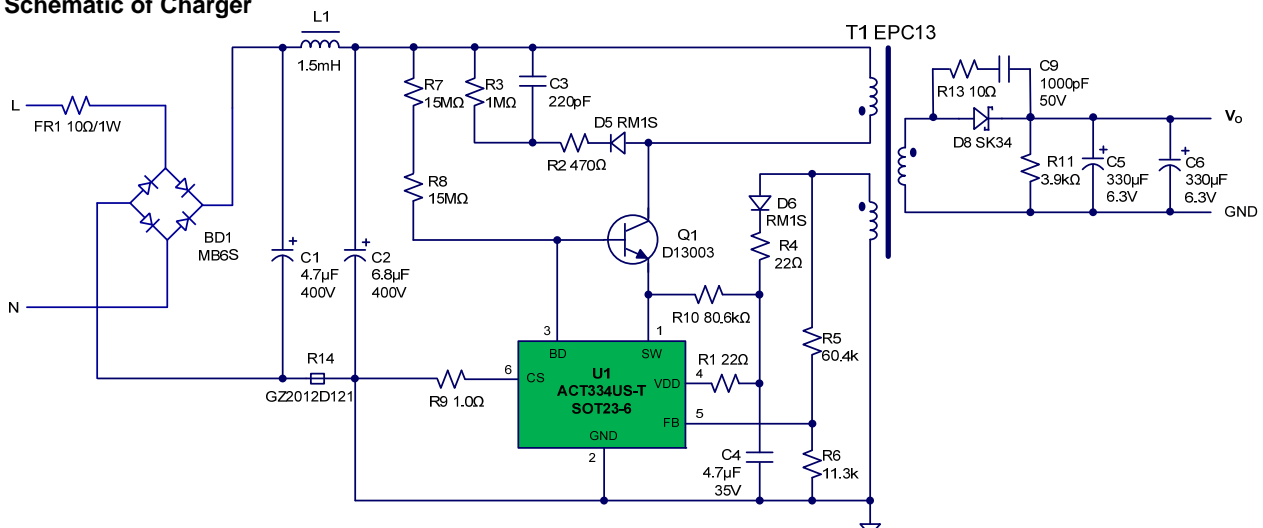 Schematic of Charger
L1
1.5mH
T1 EPC13
L
FR1 10Ω/1W
R7
15MΩ
R3
1MΩ
C3
220pF
D5 RM1S
R2 470Ω
R8
15MΩ
R13 10Ω
C9
1000pF
50V
D8 SK34
Vo
R11
3.9kΩ
C5
330µF
6.3V
C6
330µF
6.3V
GND
BD1
MB6S
+
C1
4.7µF
400V
+
C2
6.8µF
400V
+
+
Q1
D13003
D6
RM1S
R4
22Ω
N
R10 80.6kΩ
3
1
BD
SW
R14
GZ2012D121
R9 1.0Ω
6
CS
U1
ACT334US-T
SOT23-6
VDD
4
R1 22Ω
R5
60.4k
FB
5
GND
2
C4
4.7µF
35V
R6
11.3k